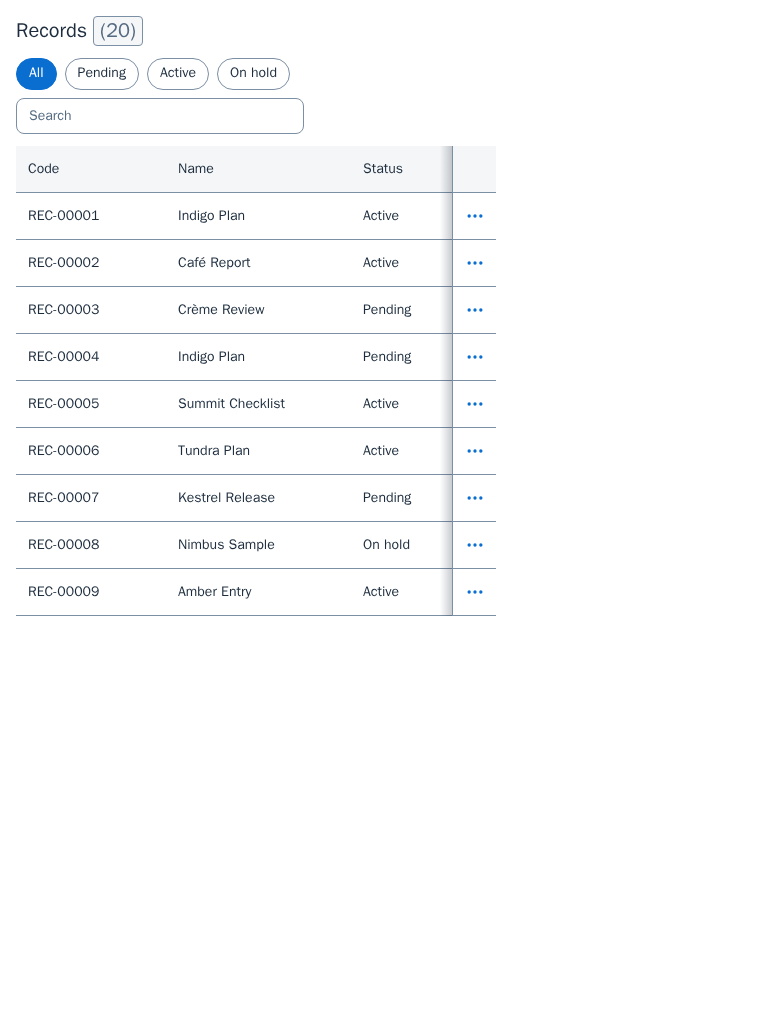 Records (20)
All Pending Active On hold
Search
Code Name Status
REC-00001 Indigo Plan Active
REC-00002 Café Report Active
REC-00003 Crème Review Pending
REC-00004 Indigo Plan Pending
REC-00005 Summit Checklist Active
REC-00006 Tundra Plan Active
REC-00007 Kestrel Release Pending
REC-00008 Nimbus Sample On hold
REC-00009 Amber Entry Active